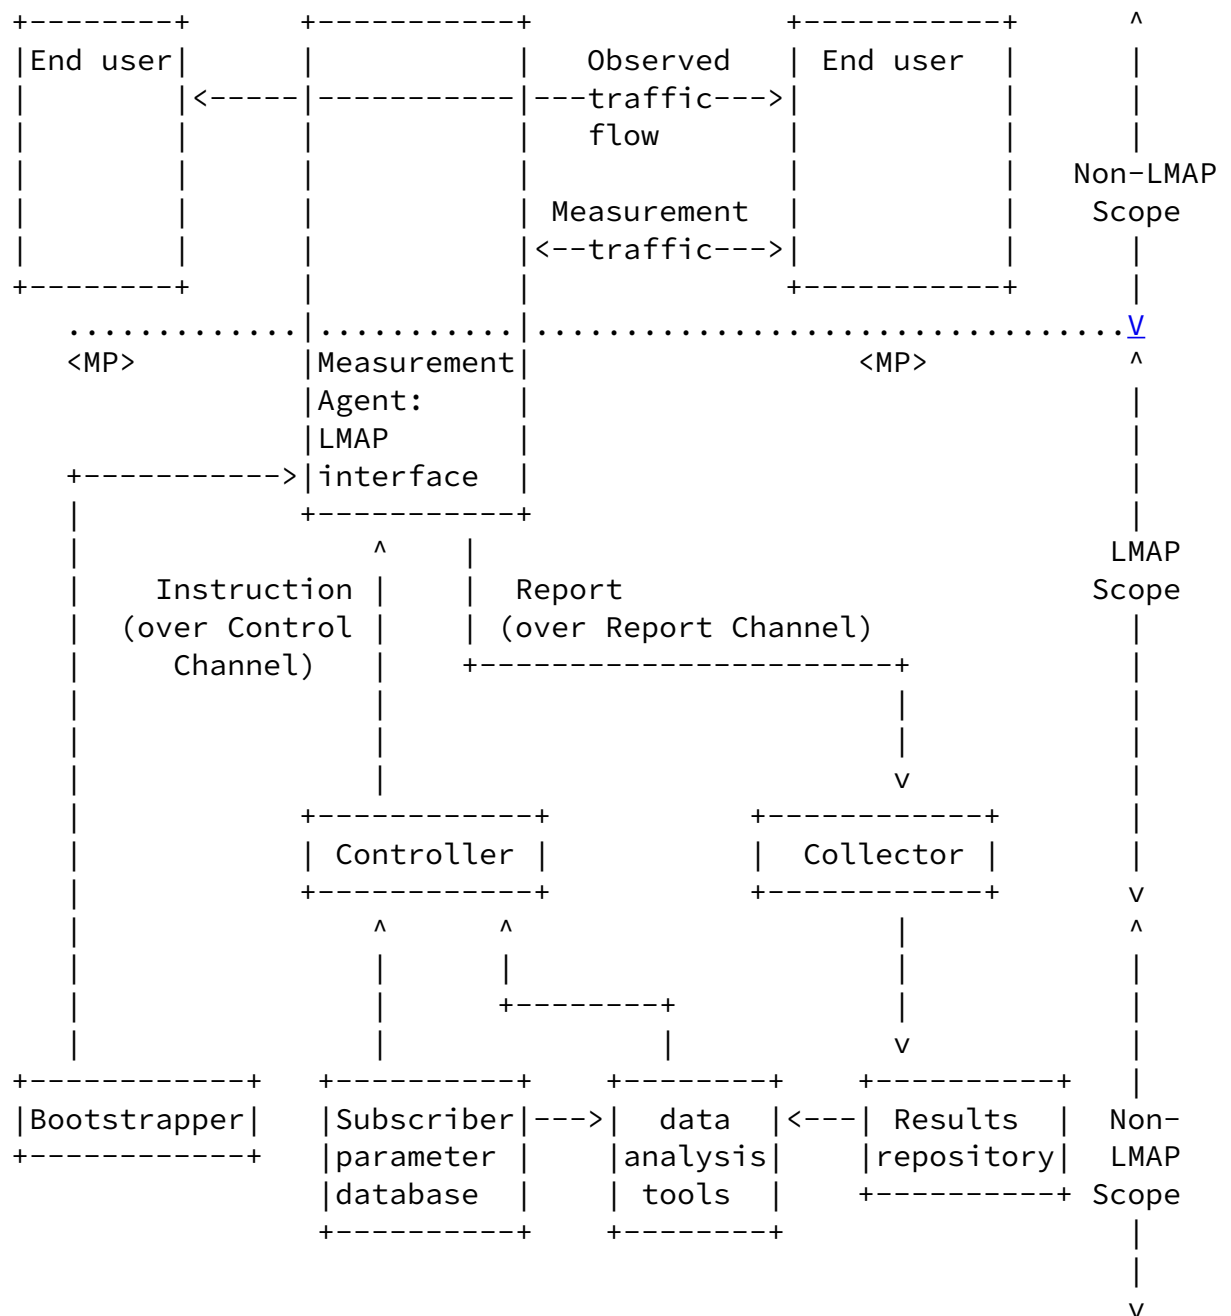 End user Observed End user
<-----|-----------|---traffic--->
flow
Non-LMAP
Measurement Scope
<--traffic--->
.............|...........|................................V
<MP> Measurement <MP>
Agent:
LMAP
interface
LMAP
Instruction Report Scope
(over Control (over Report Channel)
Channel)
v
Controller Collector
v
Bootstrapper Subscriber data Results Non-
parameter analysis repository LMAP
database tools Scope
v